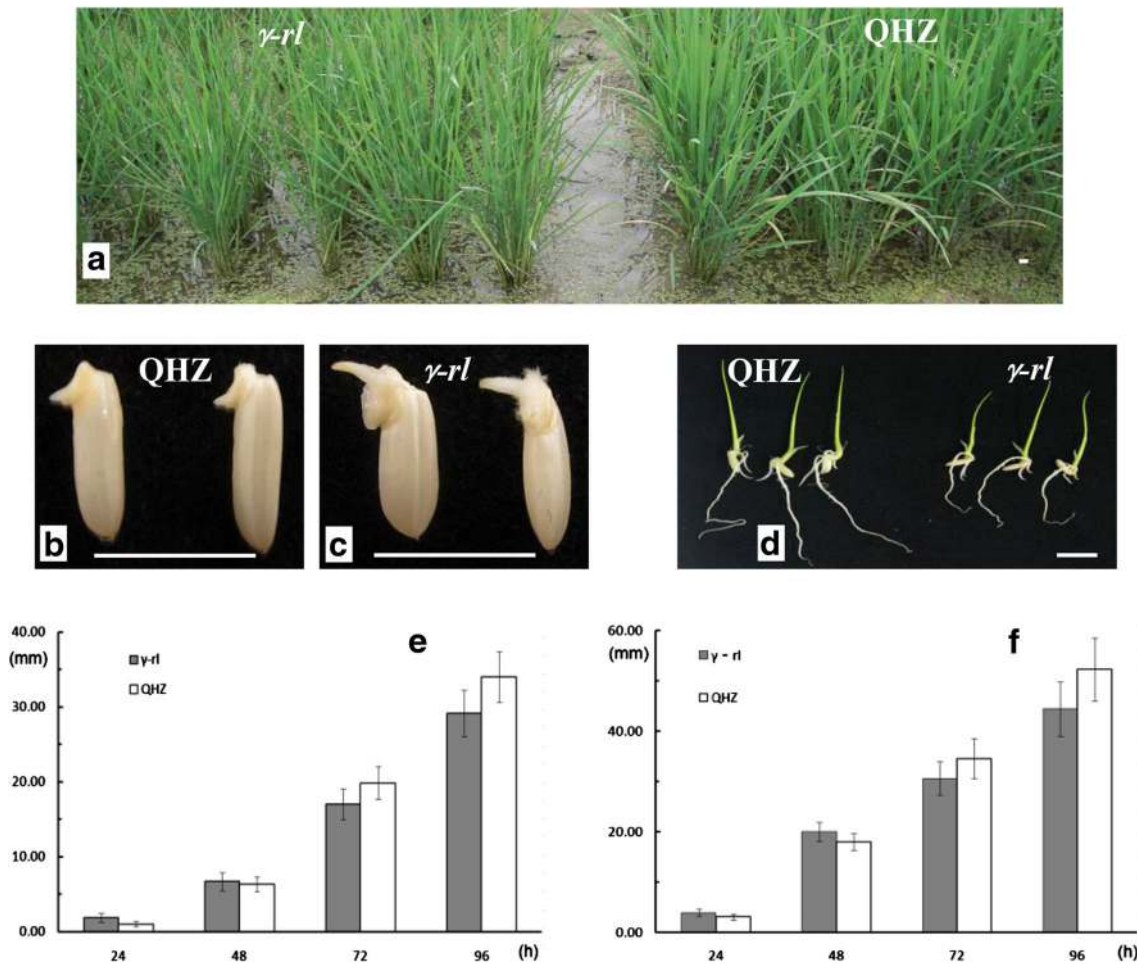 γ-rl QHZ
a
QHZ γ-rl QHZ γ-rl
b c d
40.00
(mm)
30.00
20.00
10.00
0.00
24 48 72 96 (h)
e
γ-rl
QHZ
60.00
(mm)
40.00
20.00
0.00
24 48 72 96 (h)
f
γ - rl
QHZ